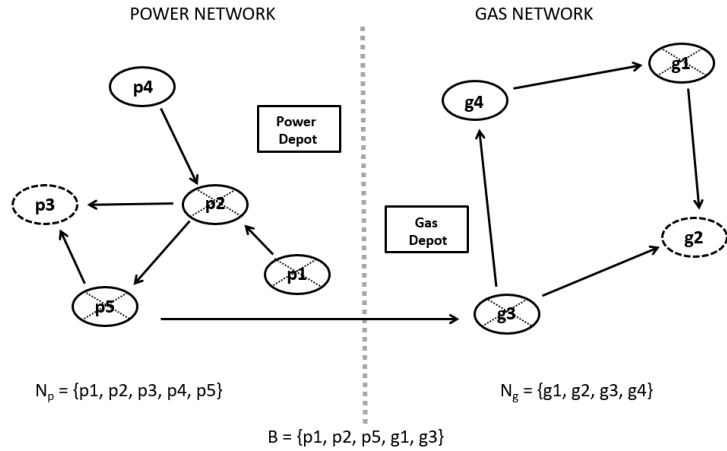 POWER NETWORK
GAS NETWORK
p4
Power
Depot
p3
p2
p1
p5
g1
g4
Gas
Depot
g2
g3
Nₚ = {p1, p2, p3, p4, p5}
N_g = {g1, g2, g3, g4}
B = {p1, p2, p5, g1, g3}